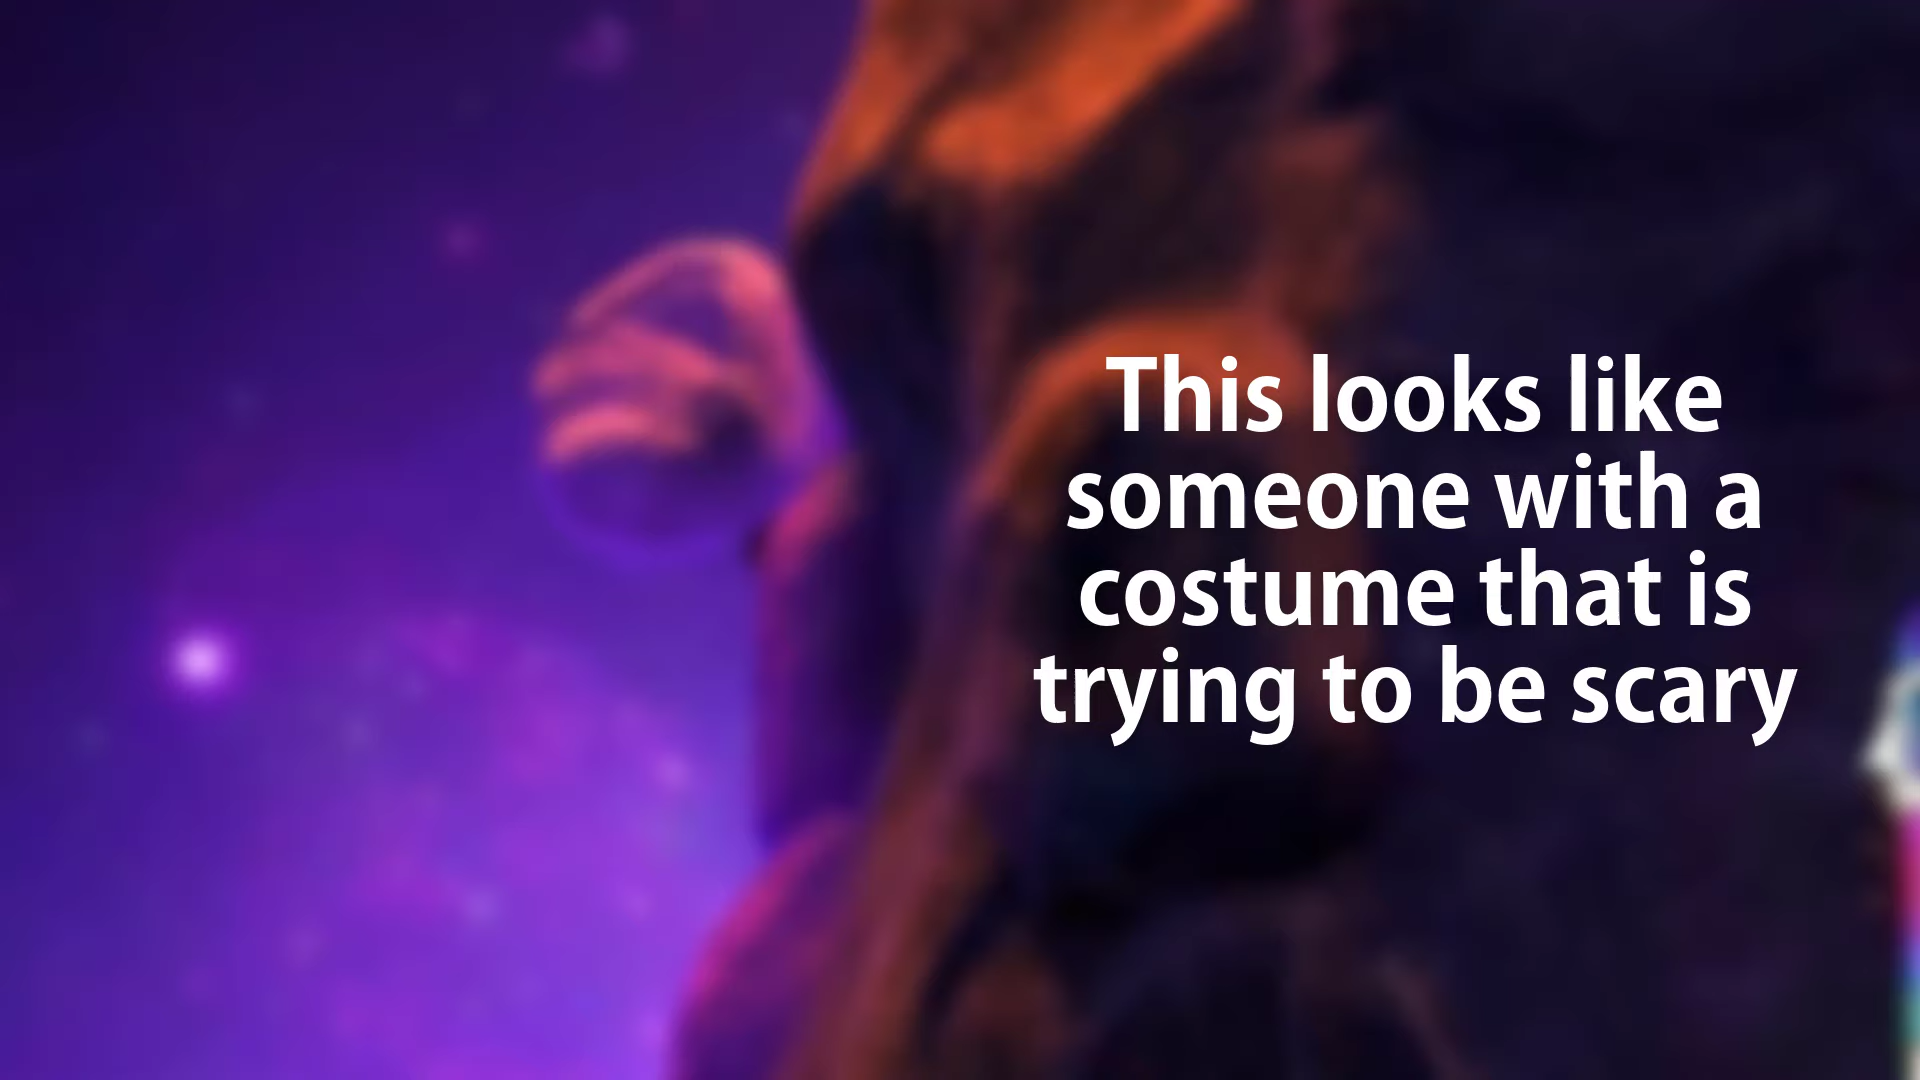 This looks like
someone with a
costume that is
trying to be scary